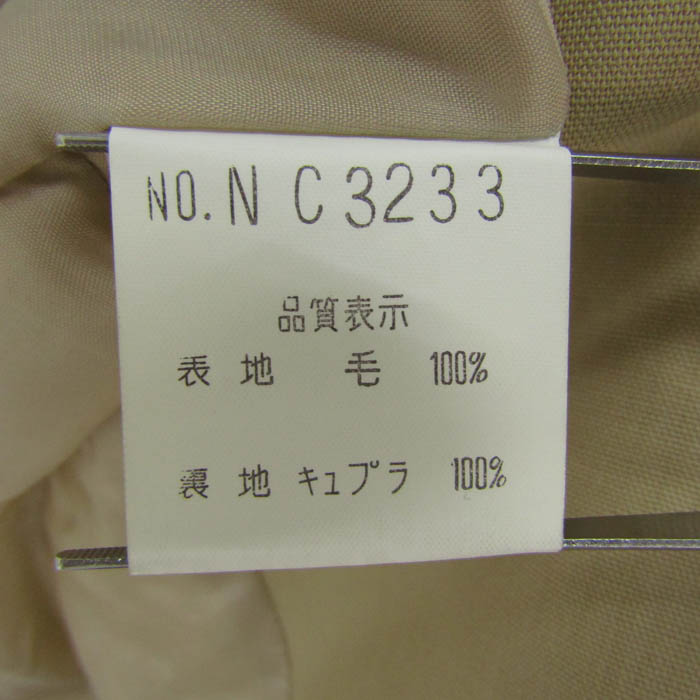 NO. N C 3233
品質表示
表地 毛 100%
裏地 キュプラ 100%